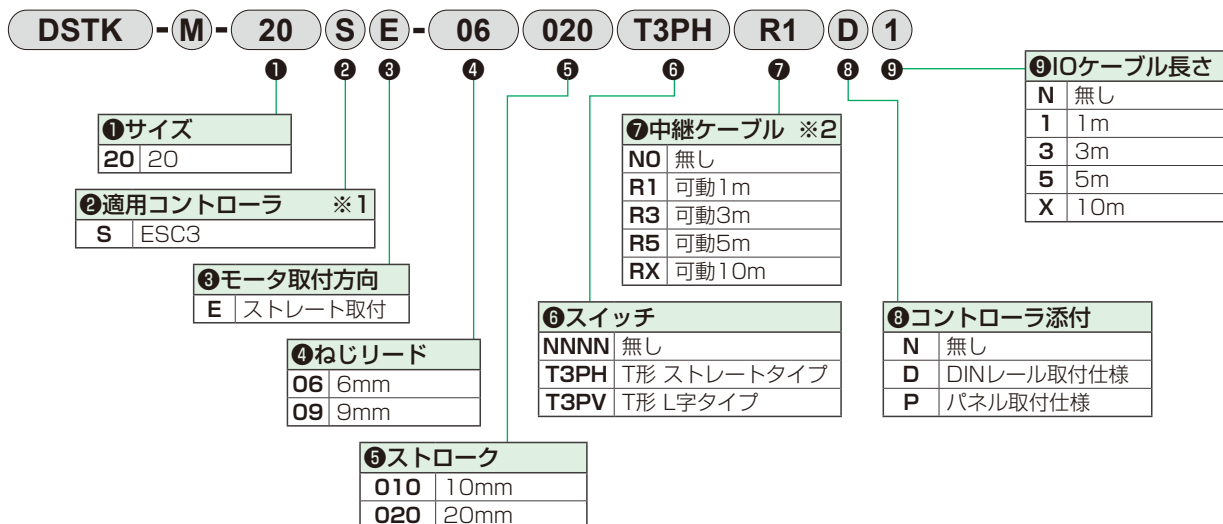 DSTK - M - 20 S E - 06 020 T3PH R1 D 1
❶ ❷ ❸ ❹ ❺ ❻ ❼ ❽ ❾
❶サイズ
20 20
❷適用コントローラ ※1
S ESC3
❸モータ取付方向
E ストレート取付
❹ねじリード
06 6mm
09 9mm
❺ストローク
010 10mm
020 20mm
❻スイッチ
NNNN 無し
T3PH T形 ストレートタイプ
T3PV T形 L字タイプ
❼中継ケーブル ※2
N0 無し
R1 可動1m
R3 可動3m
R5 可動5m
RX 可動10m
❽コントローラ添付
N 無し
D DINレール取付仕様
P パネル取付仕様
❾IOケーブル長さ
N 無し
1 1m
3 3m
5 5m
X 10m